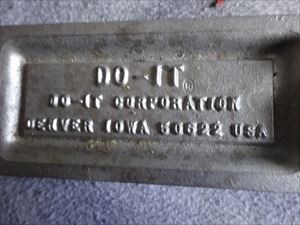 DO-IT®
DO-IT CORPORATION
DENVER IOWA 50622 USA